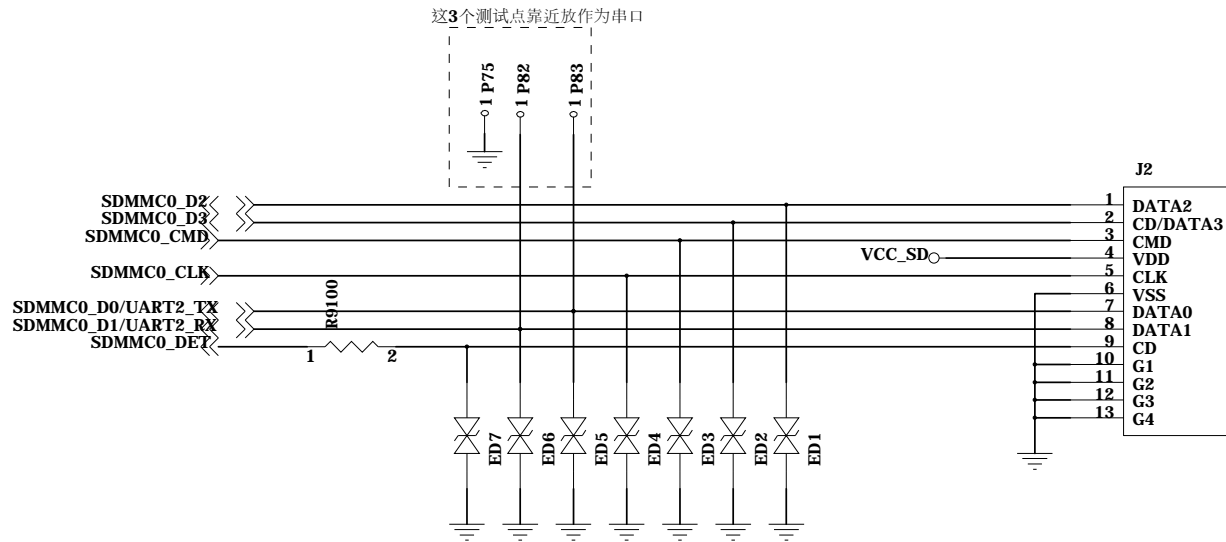 这3个测试点靠近放作为串口
1 P75
1 P82
1 P83
J2
SDMMC0_D2
SDMMC0_D3
SDMMC0_CMD
SDMMC0_CLK
SDMMC0_D0/UART2_TX
SDMMC0_D1/UART2_RX
SDMMC0_DET
R9100
1
2
VCC_SD
1 DATA2
2 CD/DATA3
3 CMD
4 VDD
5 CLK
6 VSS
7 DATA0
8 DATA1
9 CD
10 G1
11 G2
12 G3
13 G4
ED7
ED6
ED5
ED4
ED3
ED2
ED1